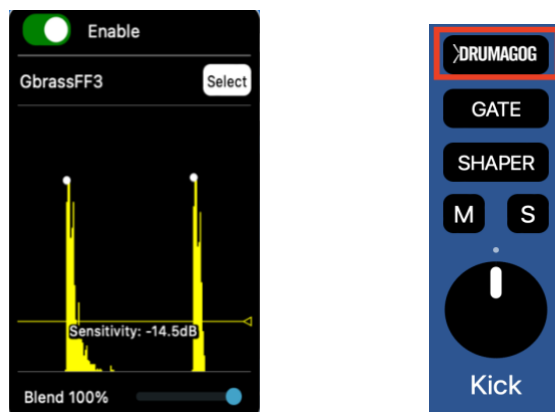 Enable
GbrassFF3 Select
Sensitivity: -14.5dB
Blend 100%
DRUMAGOG
GATE
SHAPER
M S
Kick